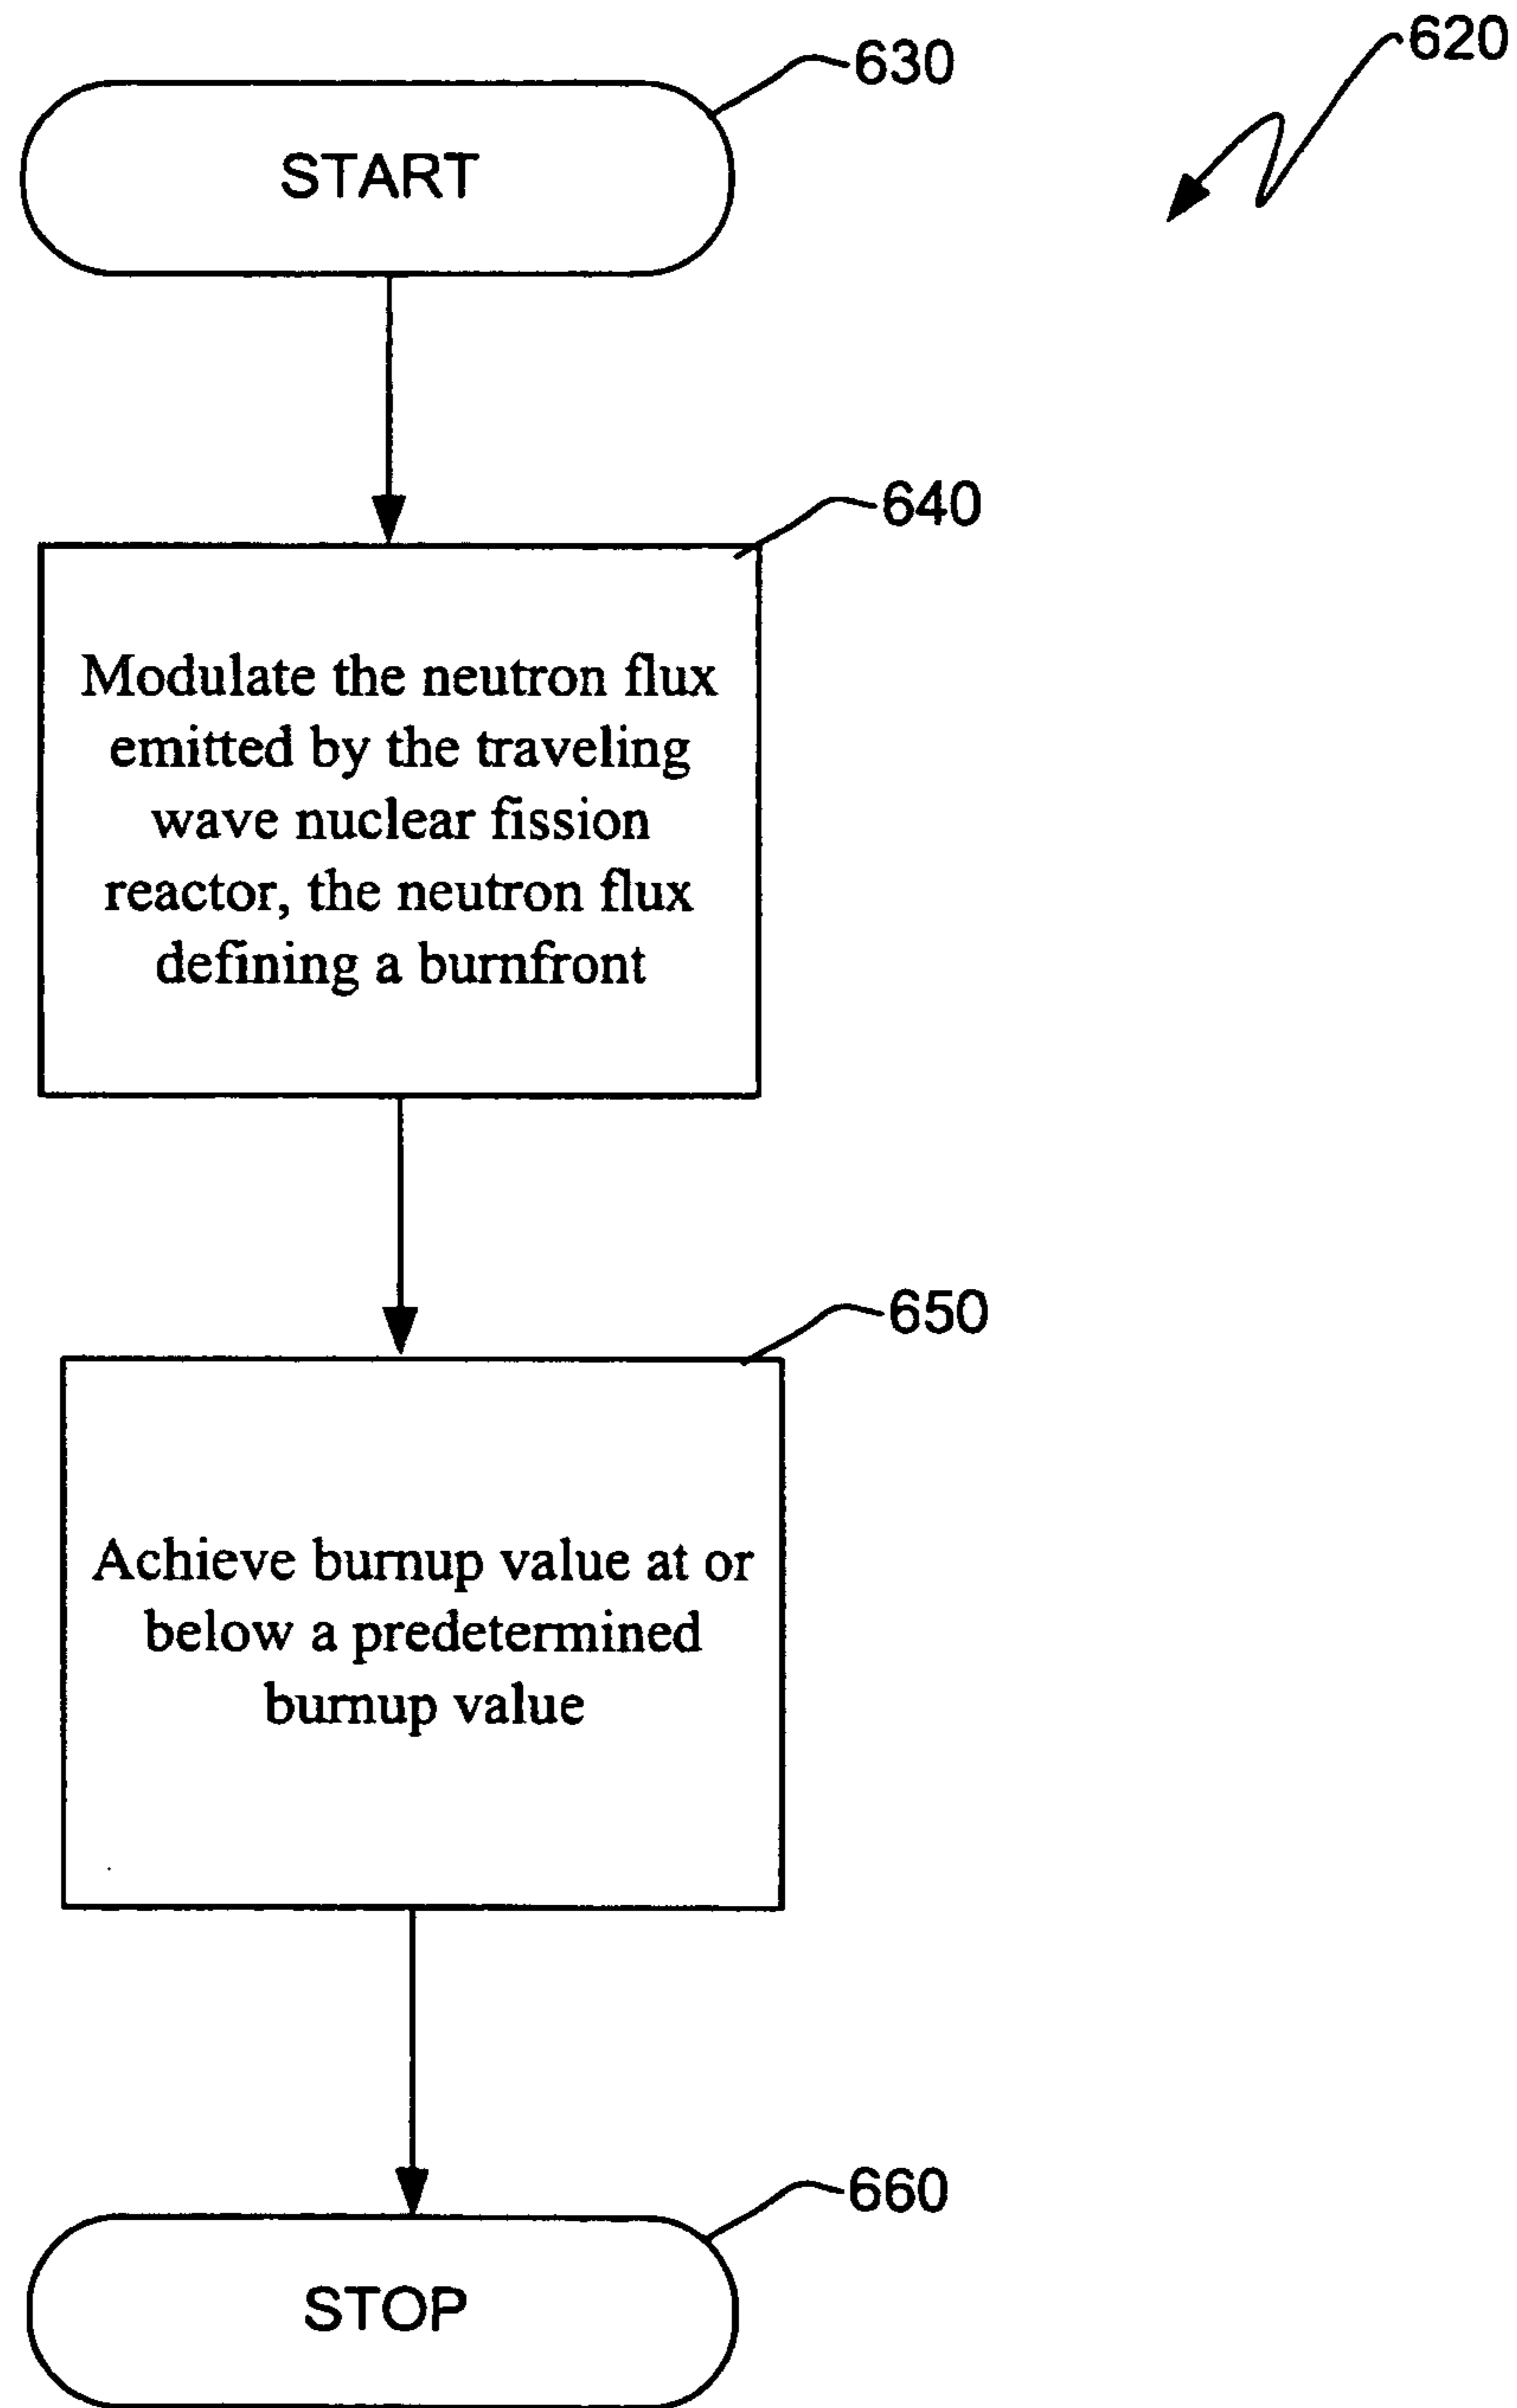 620
630
START
640
Modulate the neutron flux
emitted by the traveling
wave nuclear fission
reactor, the neutron flux
defining a burnfront
650
Achieve burnup value at or
below a predetermined
burnup value
660
STOP